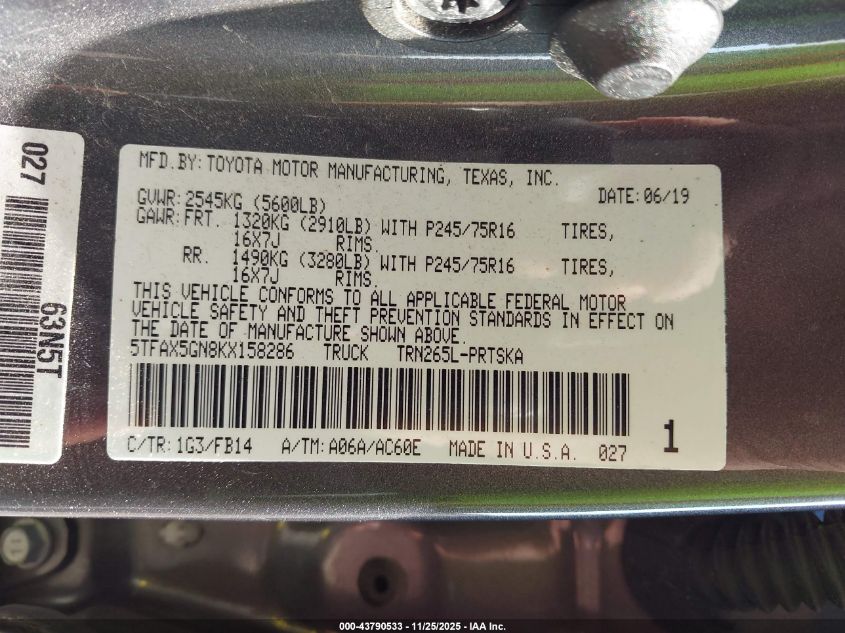 027
63N5T
MFD.BY:TOYOTA MOTOR MANUFACTURING, TEXAS, INC.
GVWR:2545KG (5600LB) DATE:06/19
GAWR:FRT. 1320KG (2910LB) WITH P245/75R16 TIRES,
16X7J RIMS.
RR. 1490KG (3280LB) WITH P245/75R16 TIRES,
16X7J RIMS.
THIS VEHICLE CONFORMS TO ALL APPLICABLE FEDERAL MOTOR
VEHICLE SAFETY AND THEFT PREVENTION STANDARDS IN EFFECT ON
THE DATE OF MANUFACTURE SHOWN ABOVE.
5TFAX5GN8KX158286 TRUCK TRN265L-PRTSKA
C/TR:1G3/FB14 A/TM:A06A/AC60E MADE IN U.S.A. 027 1
000-43790533 - 11/25/2025 - IAA Inc.